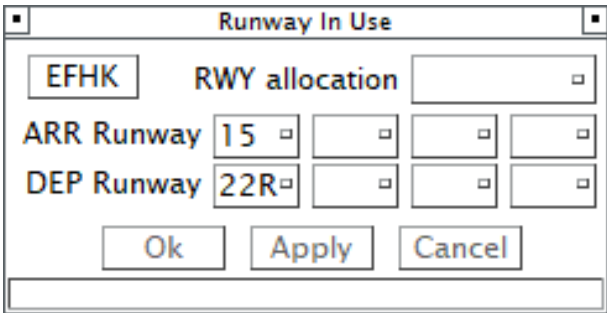 Runway In Use
EFHK RWY allocation
ARR Runway 15
DEP Runway 22R
Ok Apply Cancel